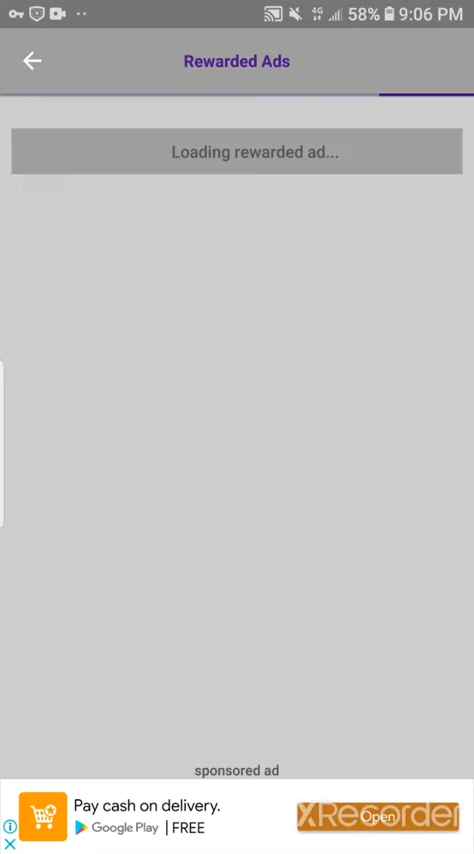 4G 58% 9:06 PM
Rewarded Ads
Loading rewarded ad...
sponsored ad
Pay cash on delivery.
Google Play | FREE
Open
XRecorder